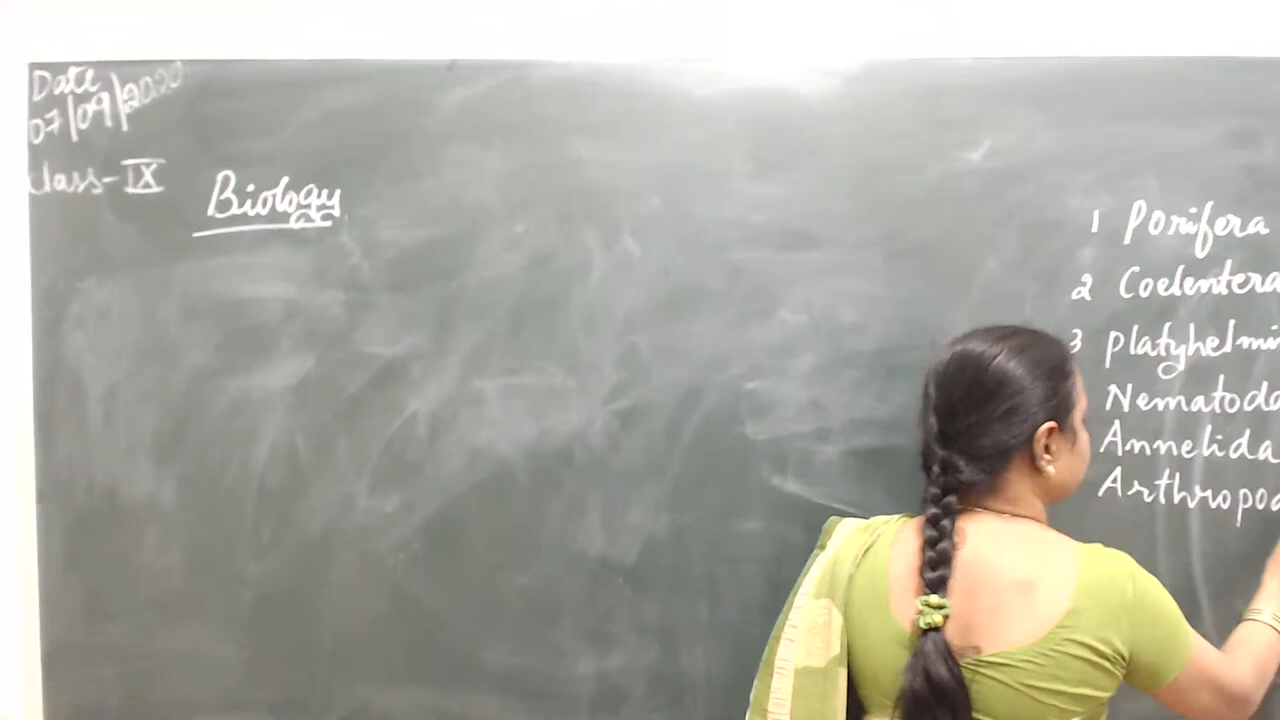 Date
07/09/2020
Class-IX
Biology
1 Porifera
2 Coelentera
3 Platyhelmi
Nematoda
Annelida
Arthropod